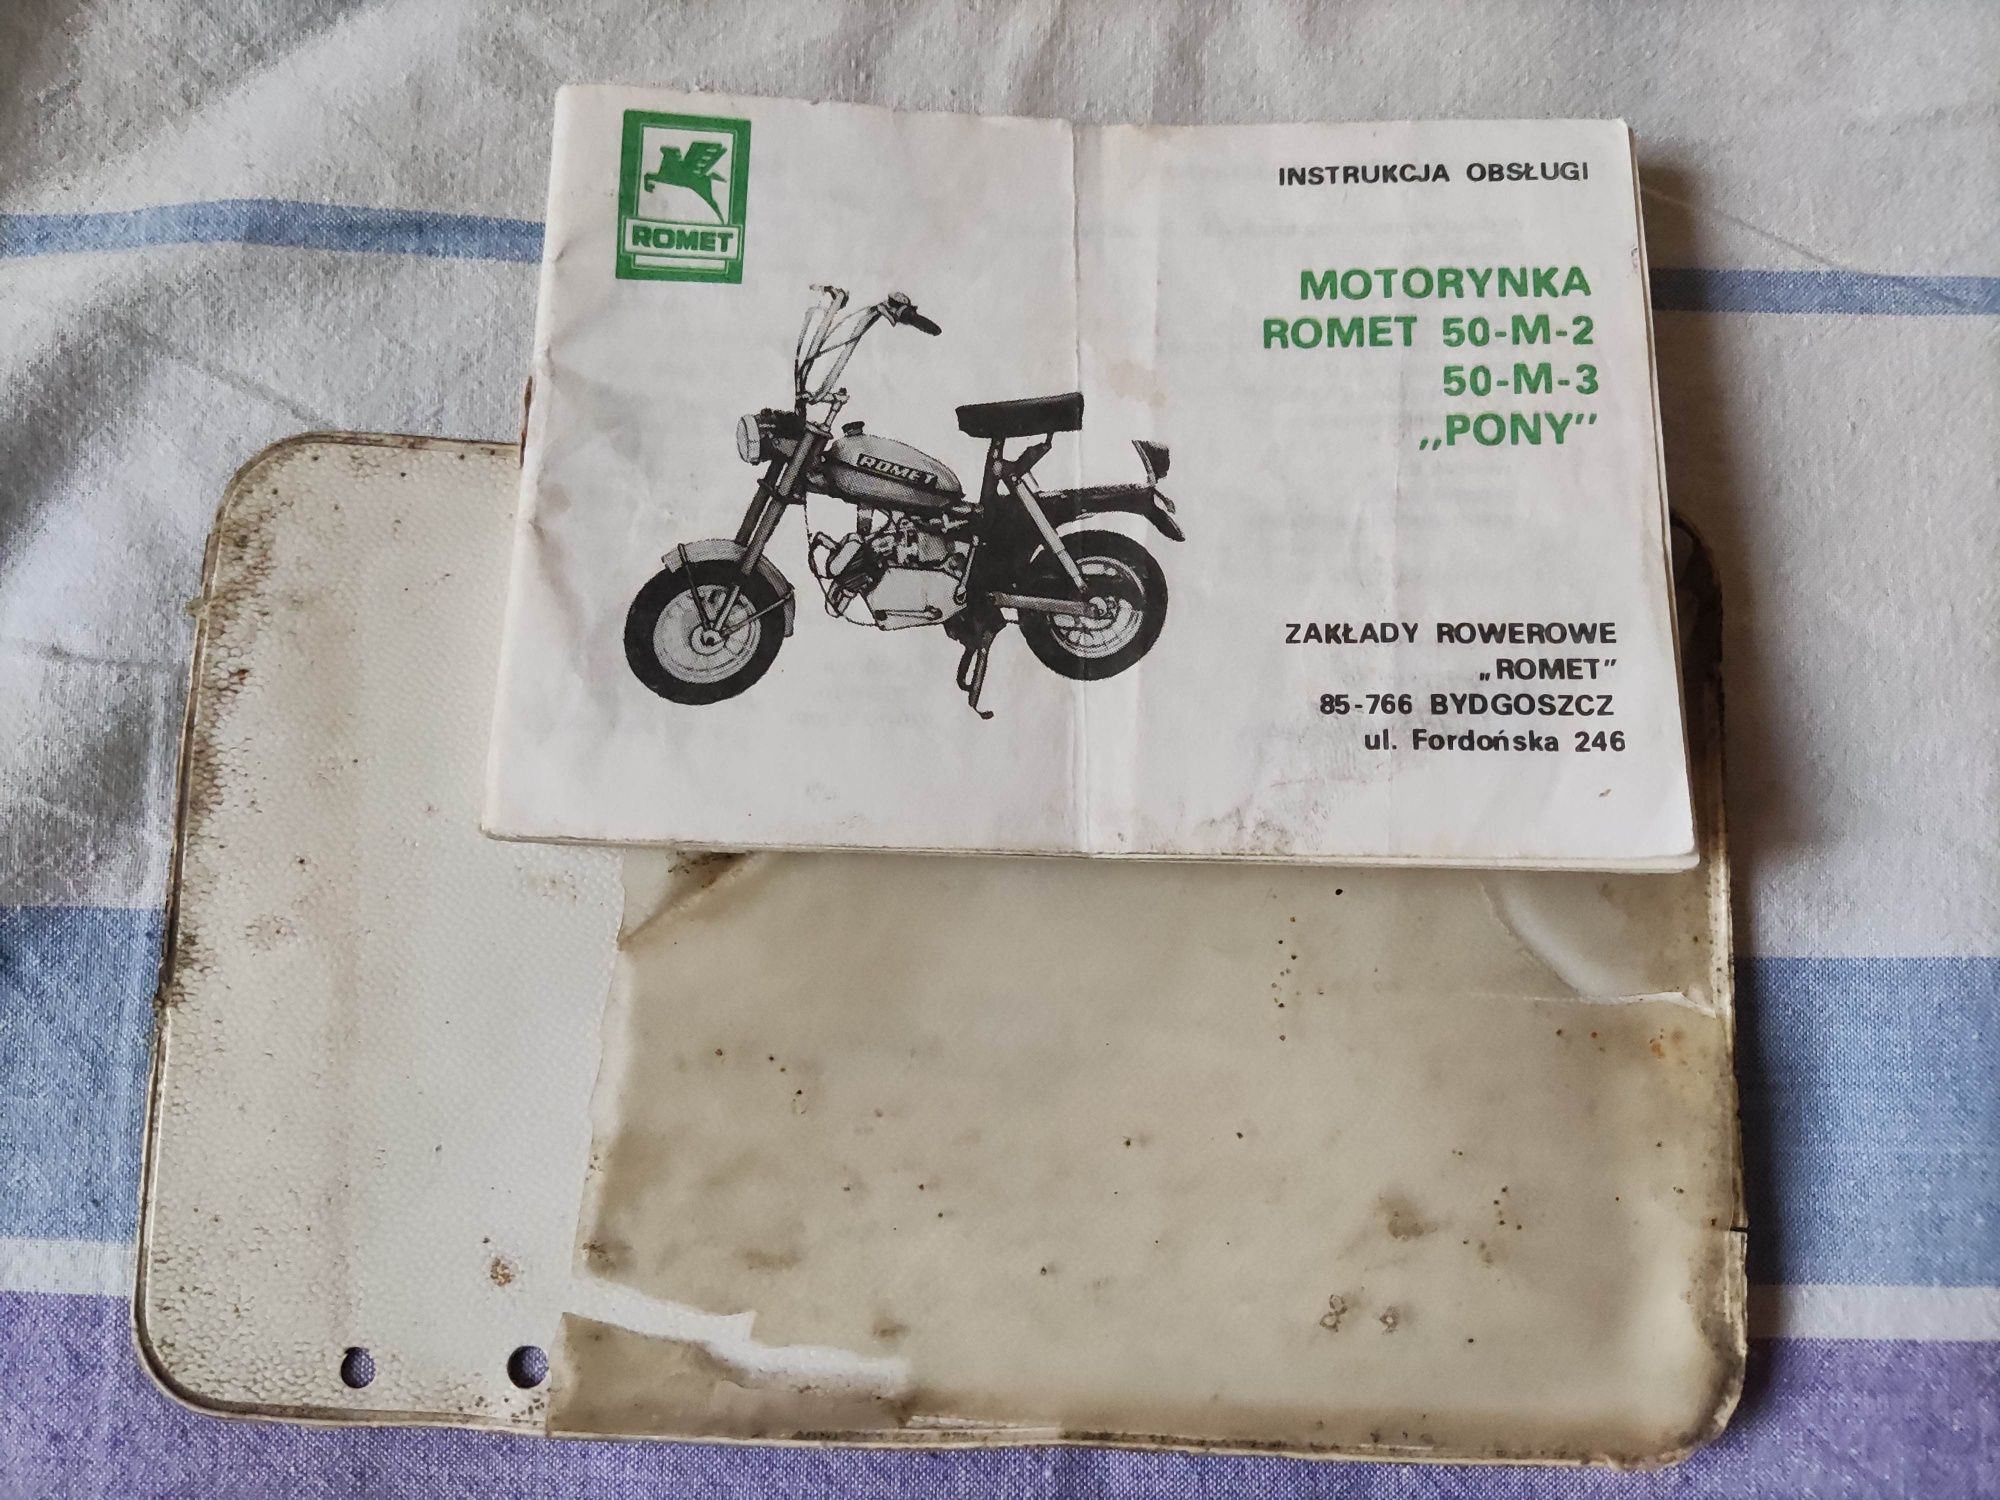 ROMET
INSTRUKCJA OBSŁUGI
MOTORYNKA
ROMET 50-M-2
50-M-3
„PONY”
ROMET
ZAKŁADY ROWEROWE
„ROMET”
85-766 BYDGOSZCZ
ul. Fordońska 246